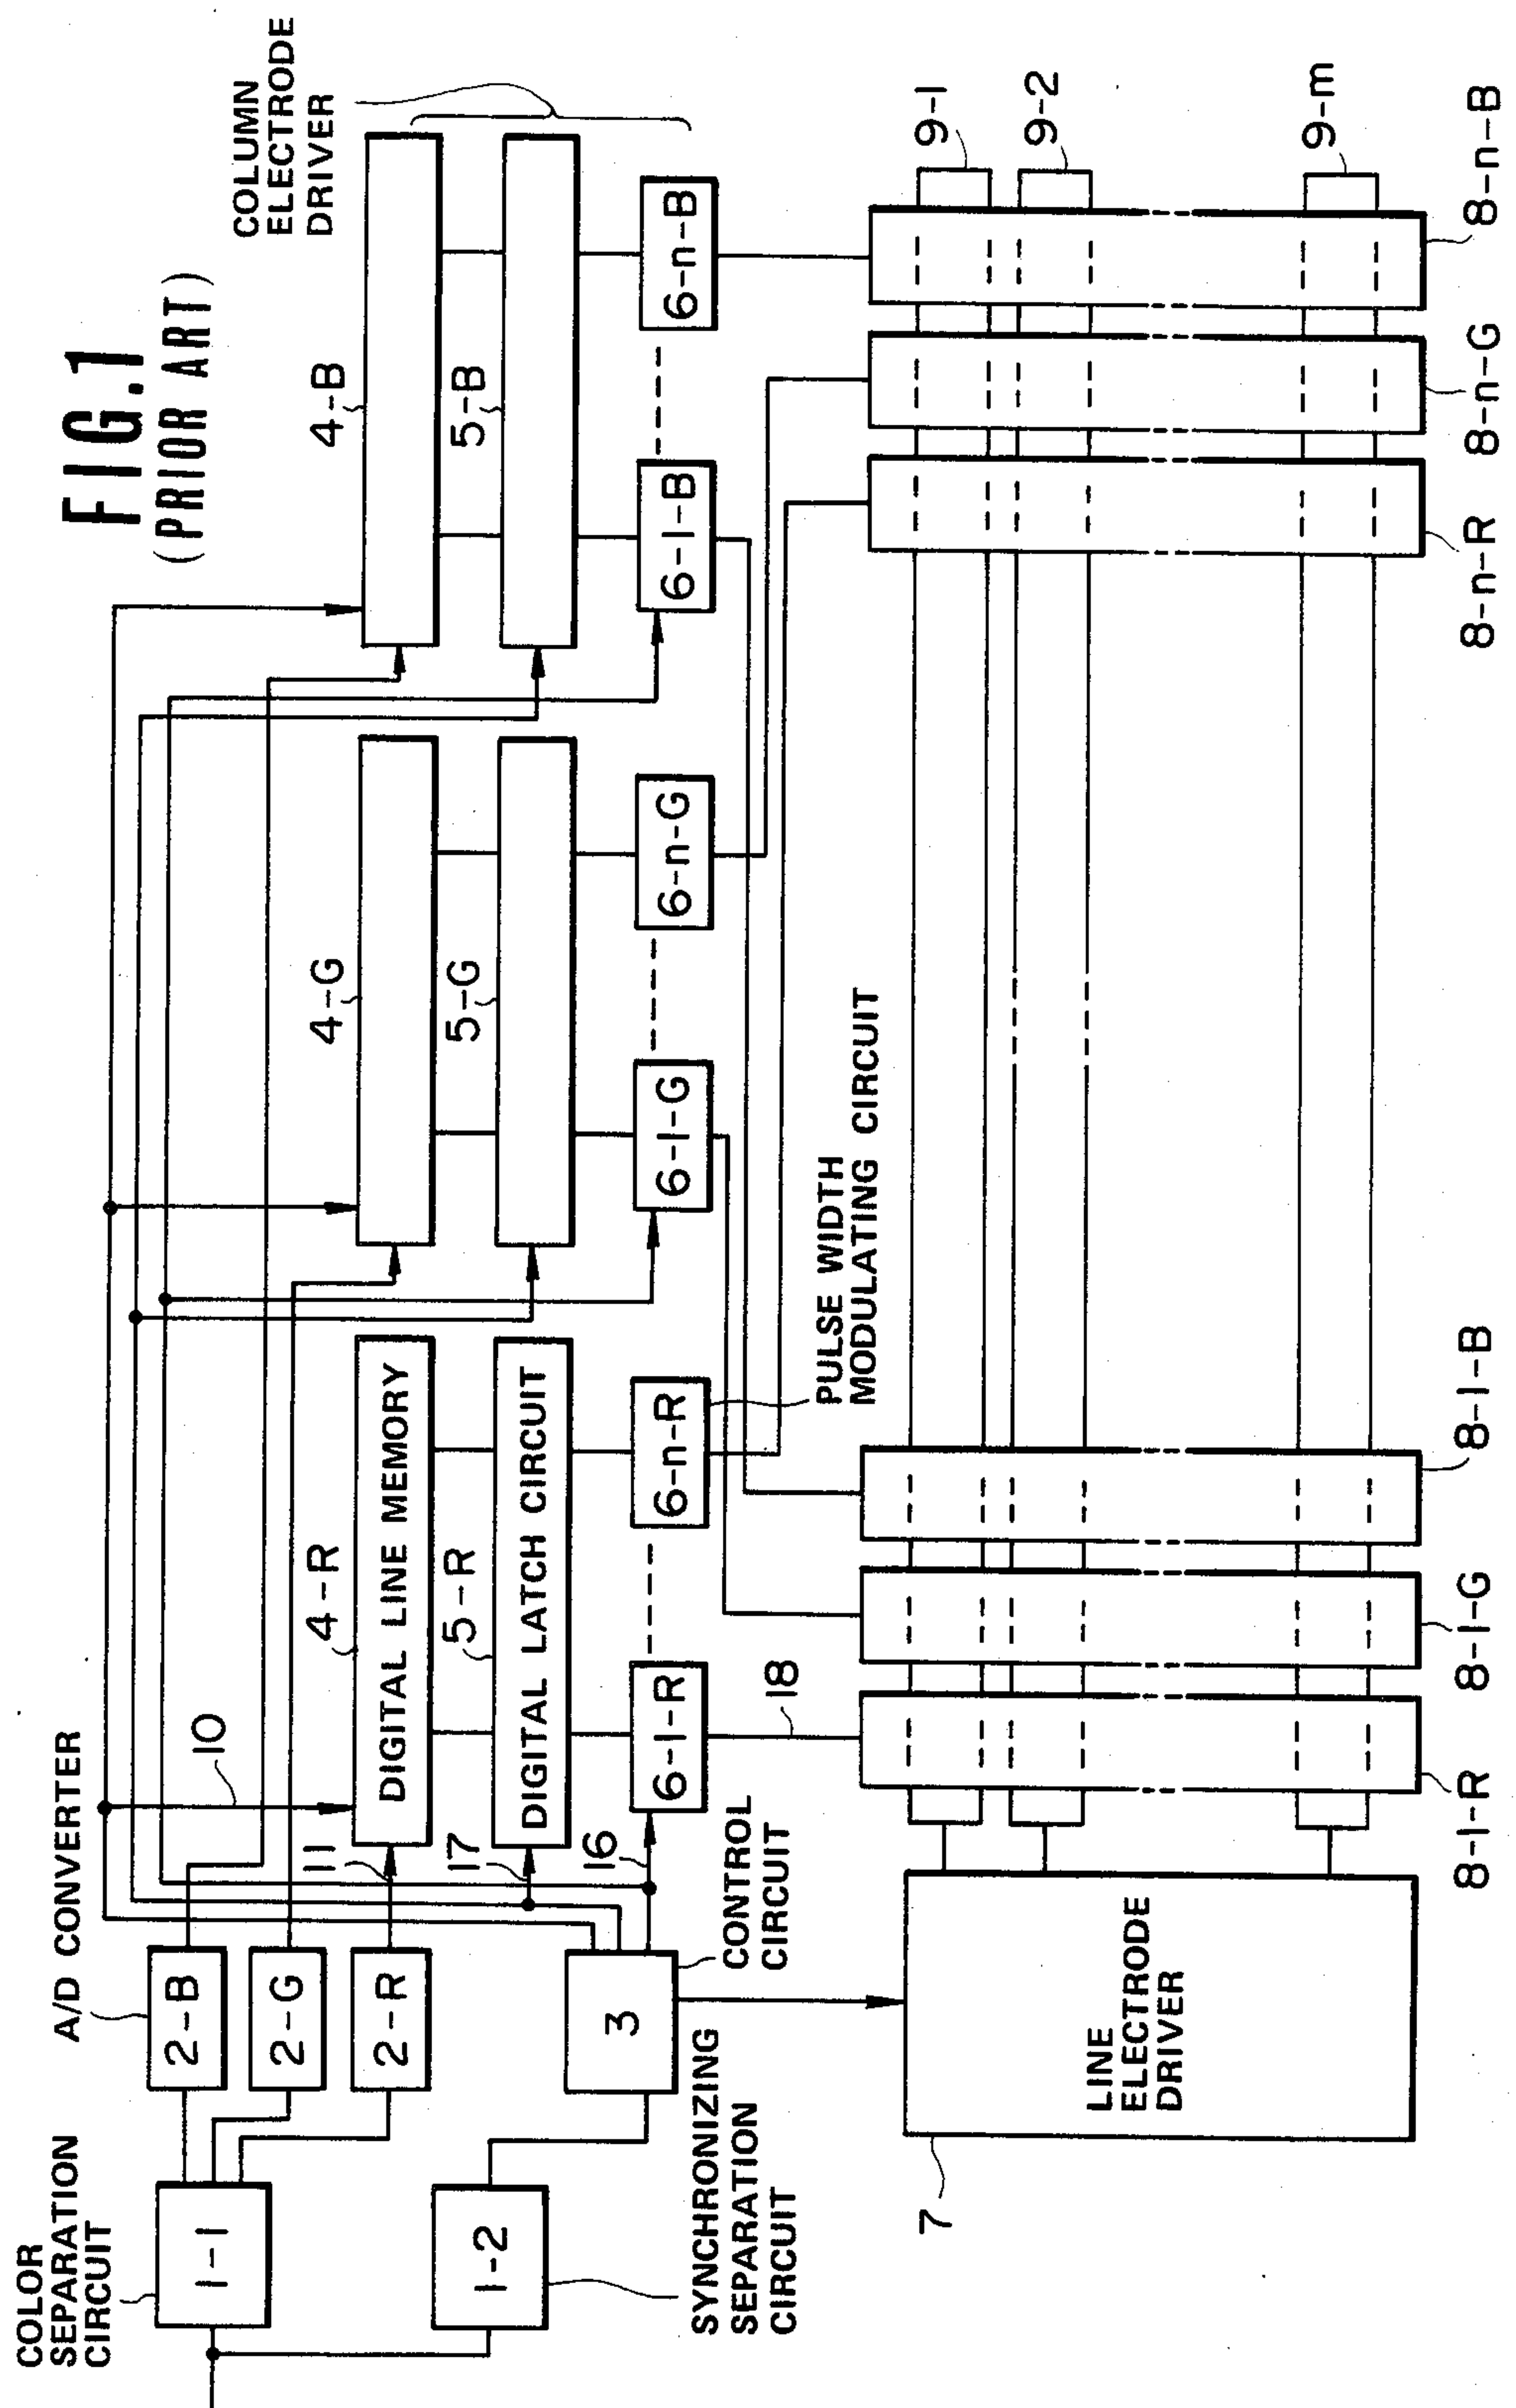 FIG.1
(PRIOR ART)
COLOR
SEPARATION
CIRCUIT
1-1
A/D CONVERTER
2-B
2-G
2-R
1-2
SYNCHRONIZING
SEPARATION
CIRCUIT
3
CONTROL
CIRCUIT
10
11
17
16
4-R
DIGITAL LINE MEMORY
5-R
DIGITAL LATCH CIRCUIT
6-1-R
6-n-R
PULSE WIDTH
MODULATING CIRCUIT
18
4-G
5-G
6-1-G
6-n-G
4-B
5-B
6-1-B
6-n-B
COLUMN
ELECTRODE
DRIVER
7
LINE
ELECTRODE
DRIVER
8-1-R
8-1-G
8-1-B
8-n-R
8-n-G
8-n-B
9-1
9-2
9-m